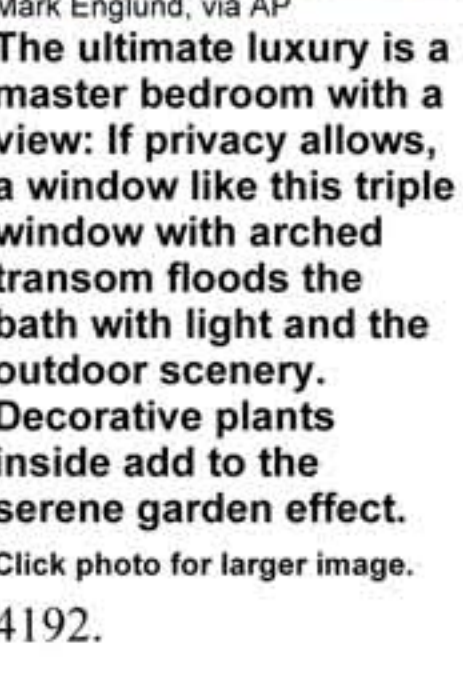 Mark Englund, via AP
The ultimate luxury is a
master bedroom with a
view: If privacy allows,
a window like this triple
window with arched
transom floods the
bath with light and the
outdoor scenery.
Decorative plants
inside add to the
serene garden effect.
Click photo for larger image.
4192.